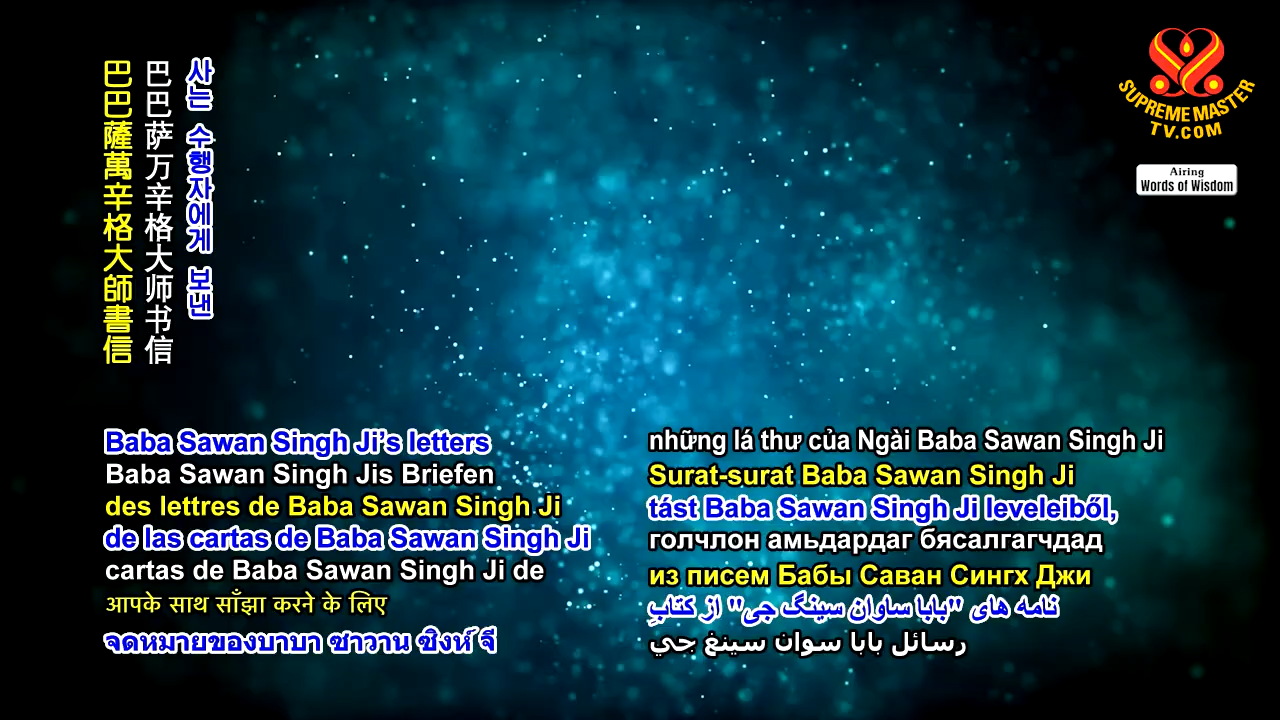 巴巴薩萬辛格大師書信
巴巴萨万辛格大师书信
사는 수행자에게 보낸
SUPREME MASTER
TV.COM
Airing
Words of Wisdom
Baba Sawan Singh Ji's letters
Baba Sawan Singh Jis Briefen
des lettres de Baba Sawan Singh Ji
de las cartas de Baba Sawan Singh Ji
cartas de Baba Sawan Singh Ji de
आपके साथ साँझा करने के लिए
จดหมายของบาบา ซาวาน ซิงห์ จี
những lá thư của Ngài Baba Sawan Singh Ji
Surat-surat Baba Sawan Singh Ji
tást Baba Sawan Singh Ji leveleiből,
голчлон амьдардаг бясалгагчдад
из писем Бабы Саван Сингх Джи
نامه های "بابا ساوان سینگ جی" از کتابِ
رسائل بابا سوان سينغ جي